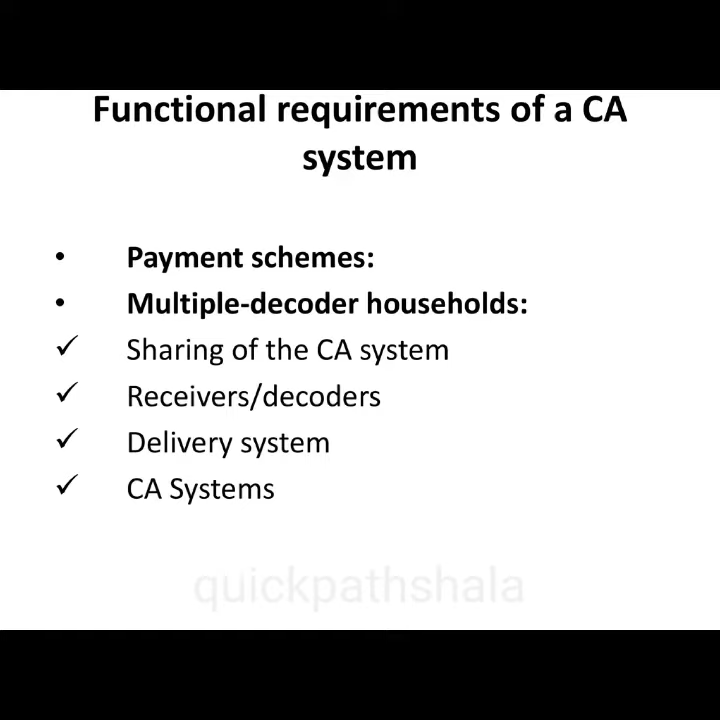 Functional requirements of a CA
system
• Payment schemes:
• Multiple-decoder households:
✓ Sharing of the CA system
✓ Receivers/decoders
✓ Delivery system
✓ CA Systems
quickpathshala